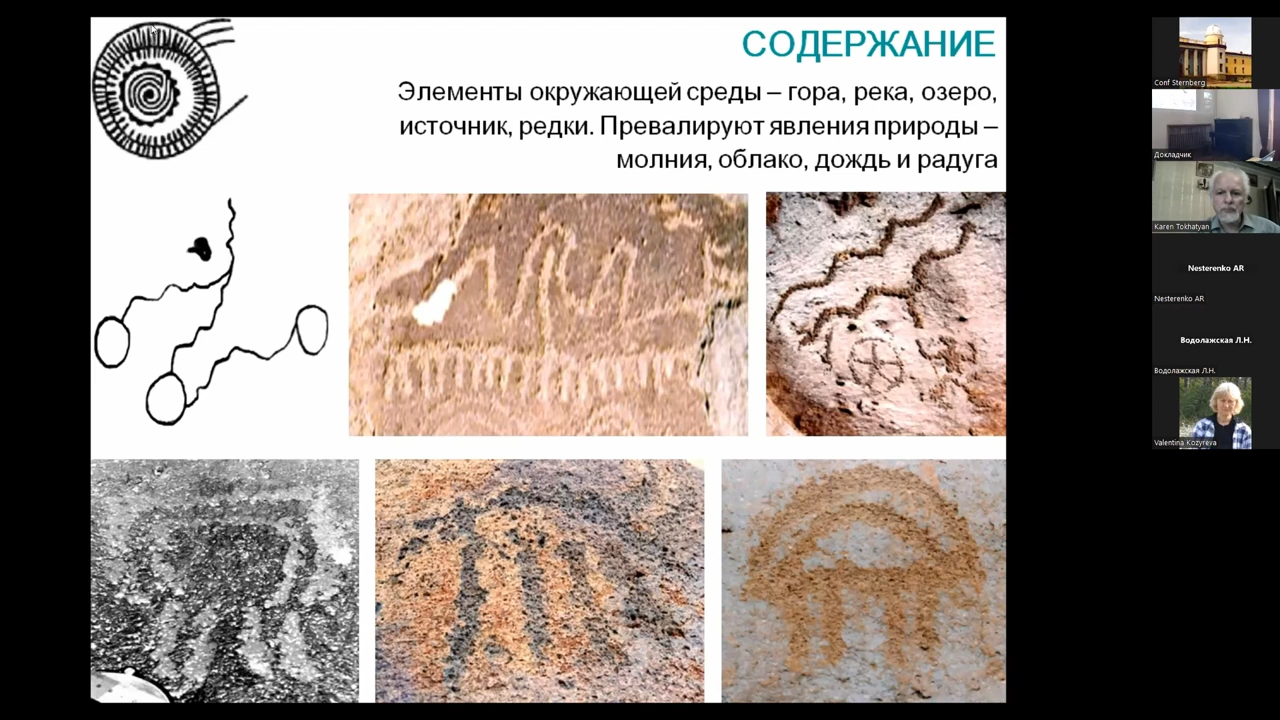 СОДЕРЖАНИЕ
Элементы окружающей среды – гора, река, озеро,
источник, редки. Превалируют явления природы –
молния, облако, дождь и радуга
Conf Sternberg
Докладчик
Karen Tokhatyan
Nesterenko AR
Nesterenko AR
Водолажская Л.Н.
Водолажская Л.Н.
Valentina Kozyreva